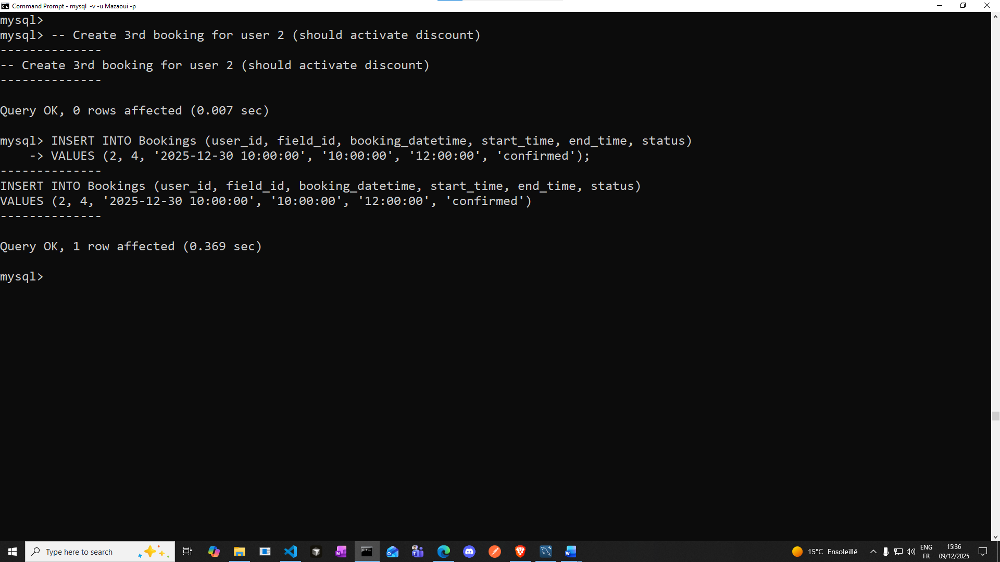 Command Prompt - mysql  -v -u Mazaoui -p
mysql>
mysql> -- Create 3rd booking for user 2 (should activate discount)
--------------
-- Create 3rd booking for user 2 (should activate discount)
--------------
Query OK, 0 rows affected (0.007 sec)
mysql> INSERT INTO Bookings (user_id, field_id, booking_datetime, start_time, end_time, status)
    -> VALUES (2, 4, '2025-12-30 10:00:00', '10:00:00', '12:00:00', 'confirmed');
--------------
INSERT INTO Bookings (user_id, field_id, booking_datetime, start_time, end_time, status)
VALUES (2, 4, '2025-12-30 10:00:00', '10:00:00', '12:00:00', 'confirmed')
--------------
Query OK, 1 row affected (0.369 sec)
mysql>
Type here to search
15°C  Ensoleillé
ENG
FR
15:36
09/12/2025